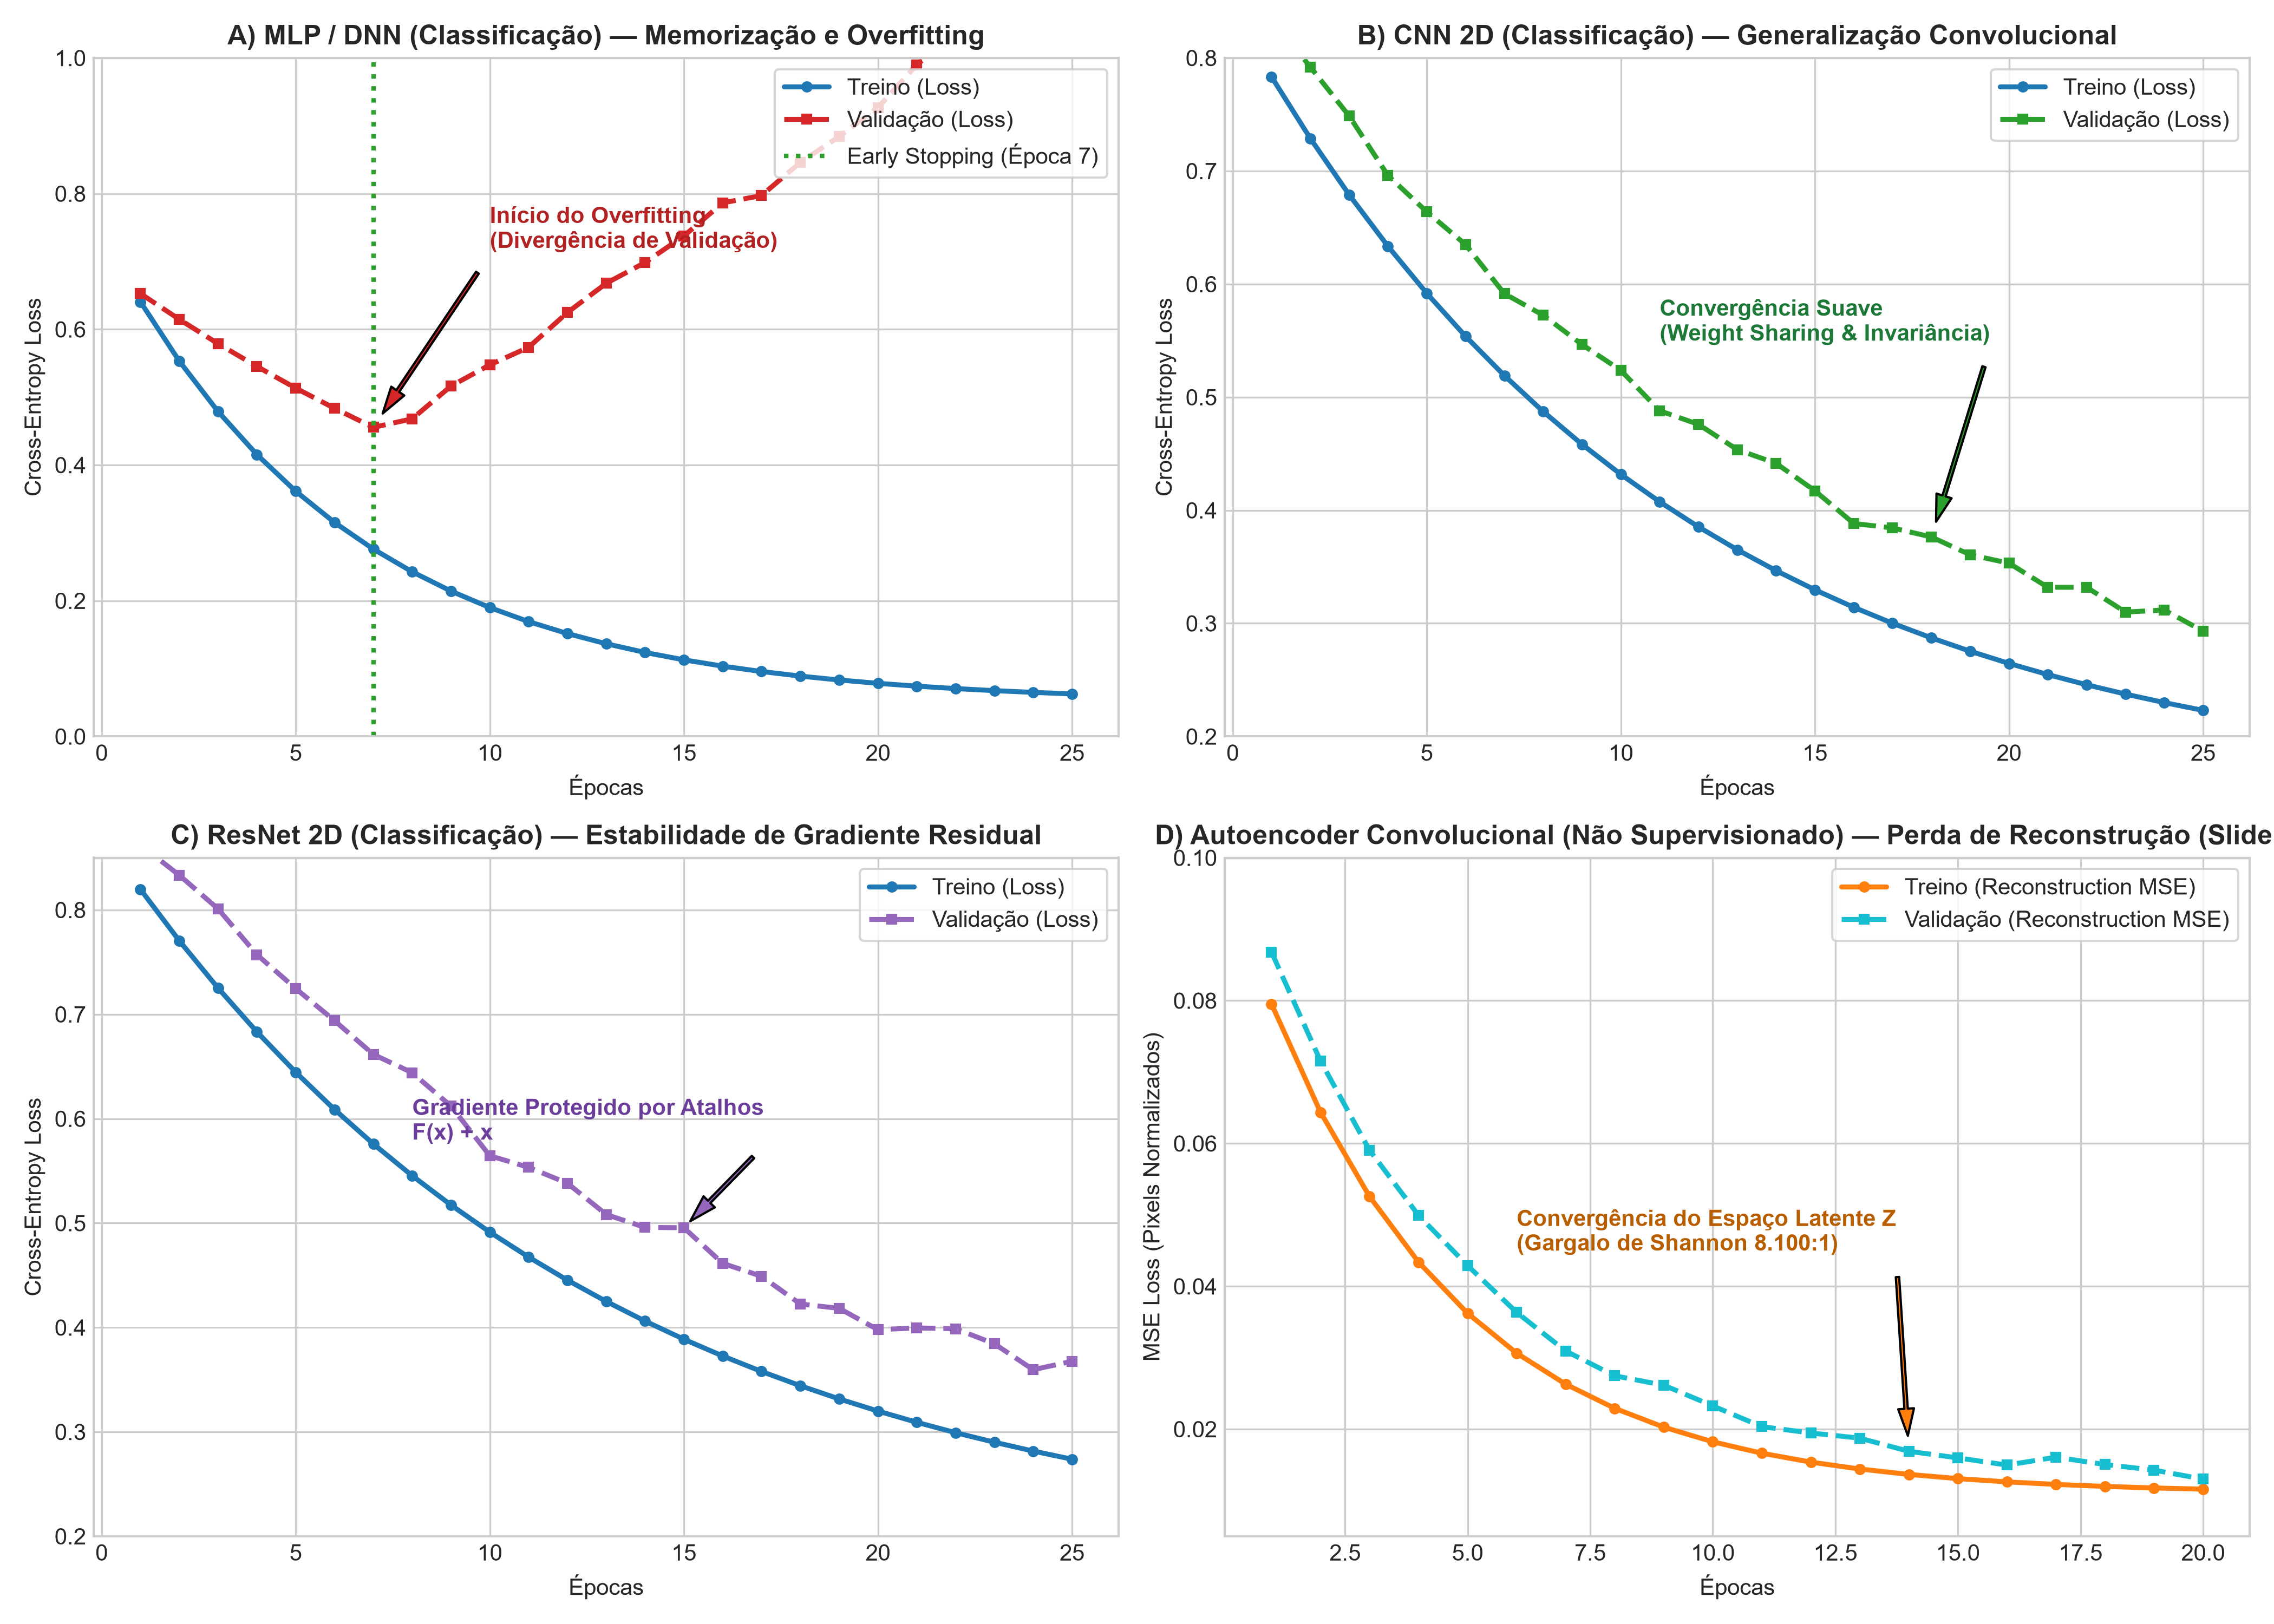 A) MLP / DNN (Classificação) — Memorização e Overfitting
1.0
0.8
0.6
0.4
0.2
0.0
Cross-Entropy Loss
Treino (Loss)
Validação (Loss)
Early Stopping (Época 7)
Início do Overfitting
(Divergência de Validação)
0 5 10 15 20 25
Épocas
B) CNN 2D (Classificação) — Generalização Convolucional
0.8
0.7
0.6
0.5
0.4
0.3
0.2
Cross-Entropy Loss
Treino (Loss)
Validação (Loss)
Convergência Suave
(Weight Sharing & Invariância)
0 5 10 15 20 25
Épocas
C) ResNet 2D (Classificação) — Estabilidade de Gradiente Residual
0.8
0.7
0.6
0.5
0.4
0.3
0.2
Cross-Entropy Loss
Treino (Loss)
Validação (Loss)
Gradiente Protegido por Atalhos
F(x) + x
0 5 10 15 20 25
Épocas
D) Autoencoder Convolucional (Não Supervisionado) — Perda de Reconstrução (Slide
0.10
0.08
0.06
0.04
0.02
MSE Loss (Pixels Normalizados)
Treino (Reconstruction MSE)
Validação (Reconstruction MSE)
Convergência do Espaço Latente Z
(Gargalo de Shannon 8.100:1)
2.5 5.0 7.5 10.0 12.5 15.0 17.5 20.0
Épocas